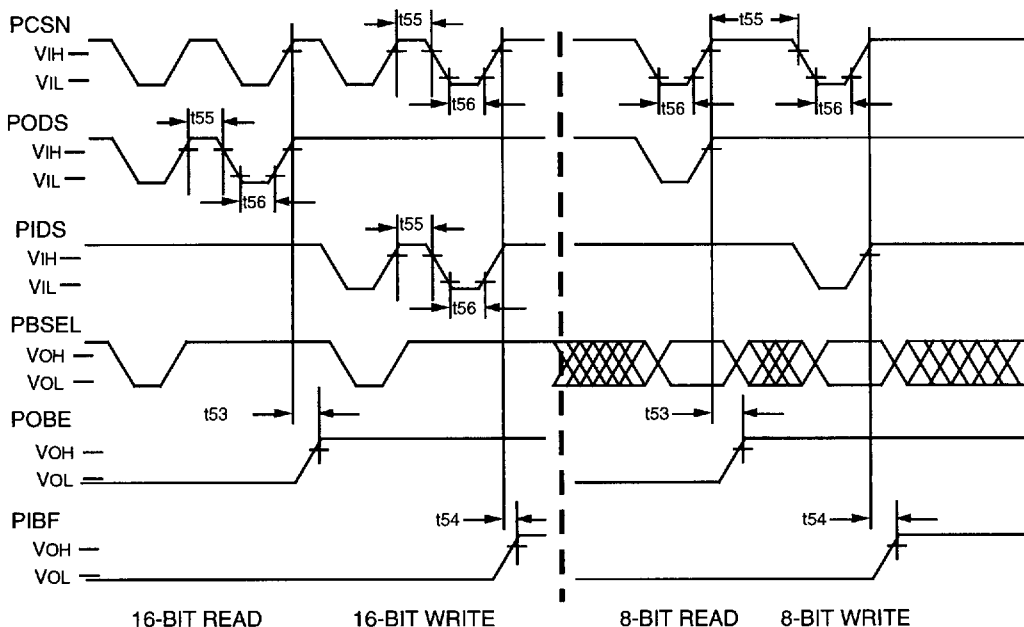 PCSN
VIH
VIL
t55
t56
t55
t56
t56
PODS
VIH
VIL
t55
t56
PIDS
VIH
VIL
t55
t56
PBSEL
VOH
VOL
POBE
VOH
VOL
t53
t53
PIBF
VOH
VOL
t54
t54
16-BIT READ
16-BIT WRITE
8-BIT READ
8-BIT WRITE